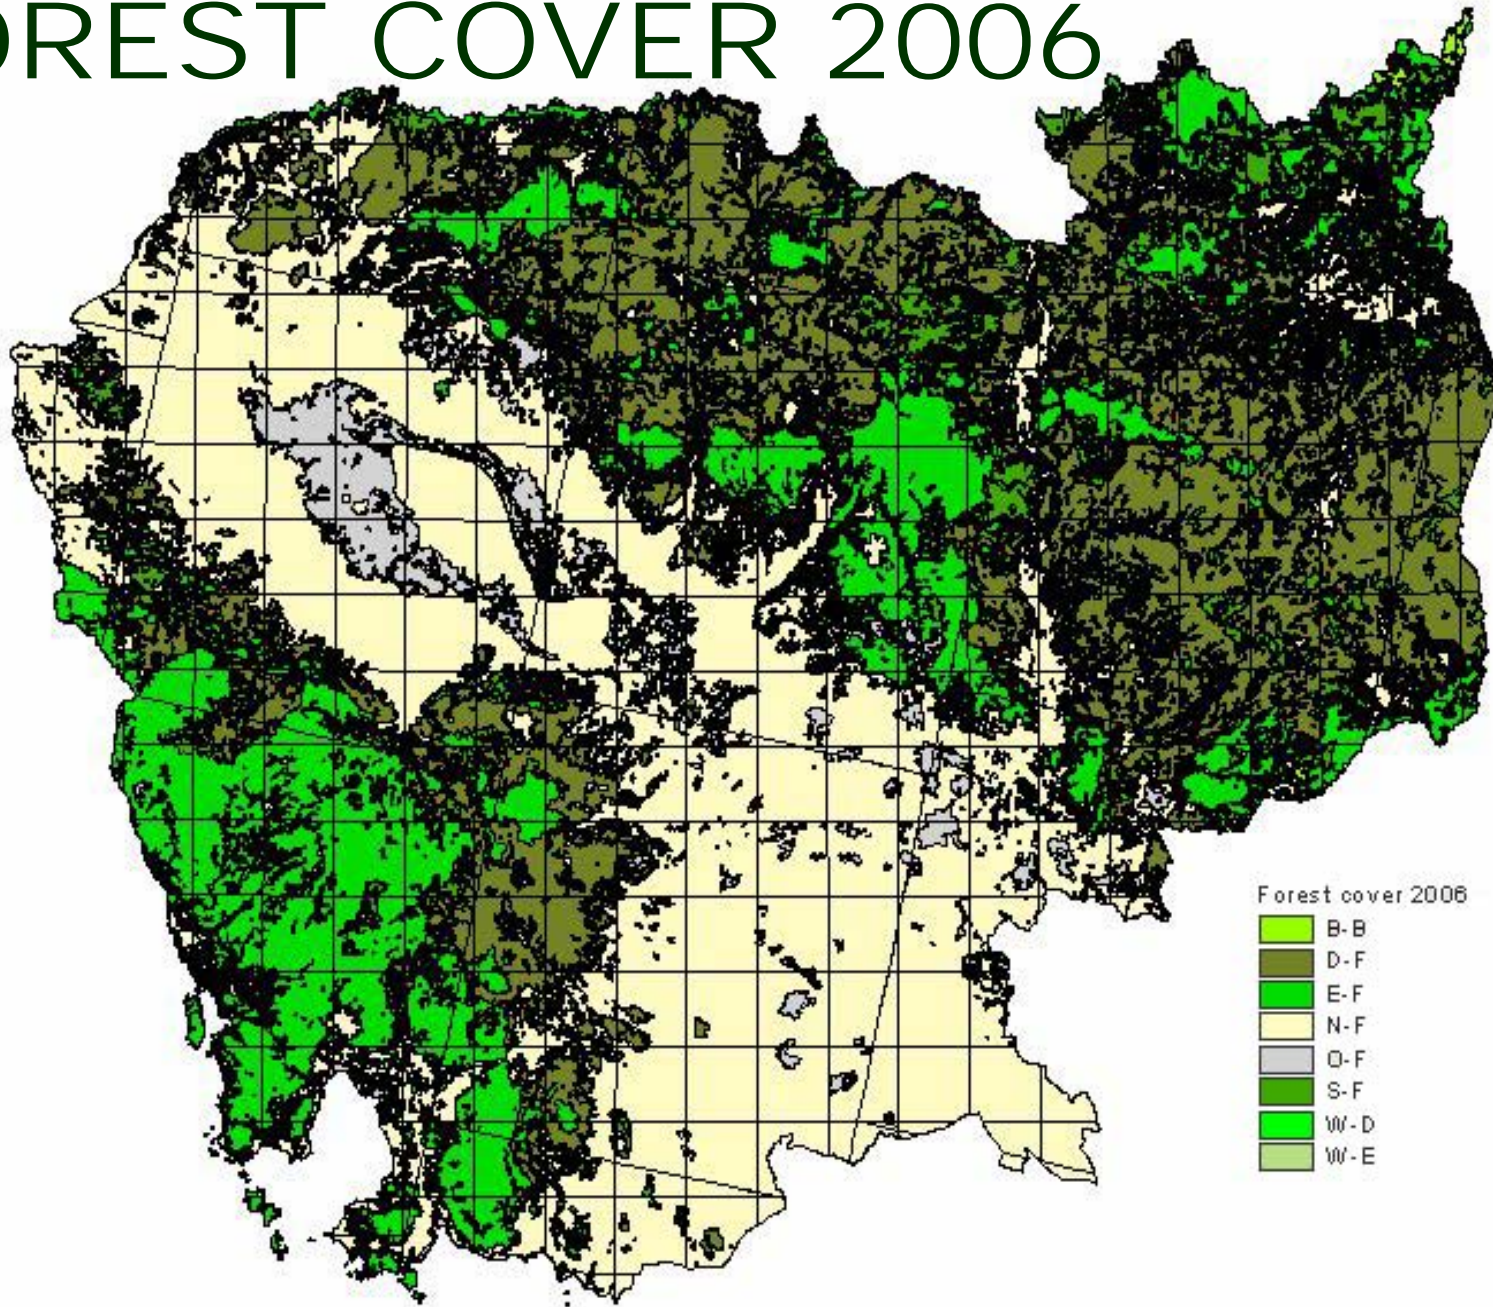 OREST COVER 2006
Forest cover 2006
B-B
D-F
E-F
N-F
O-F
S-F
W-D
W-E